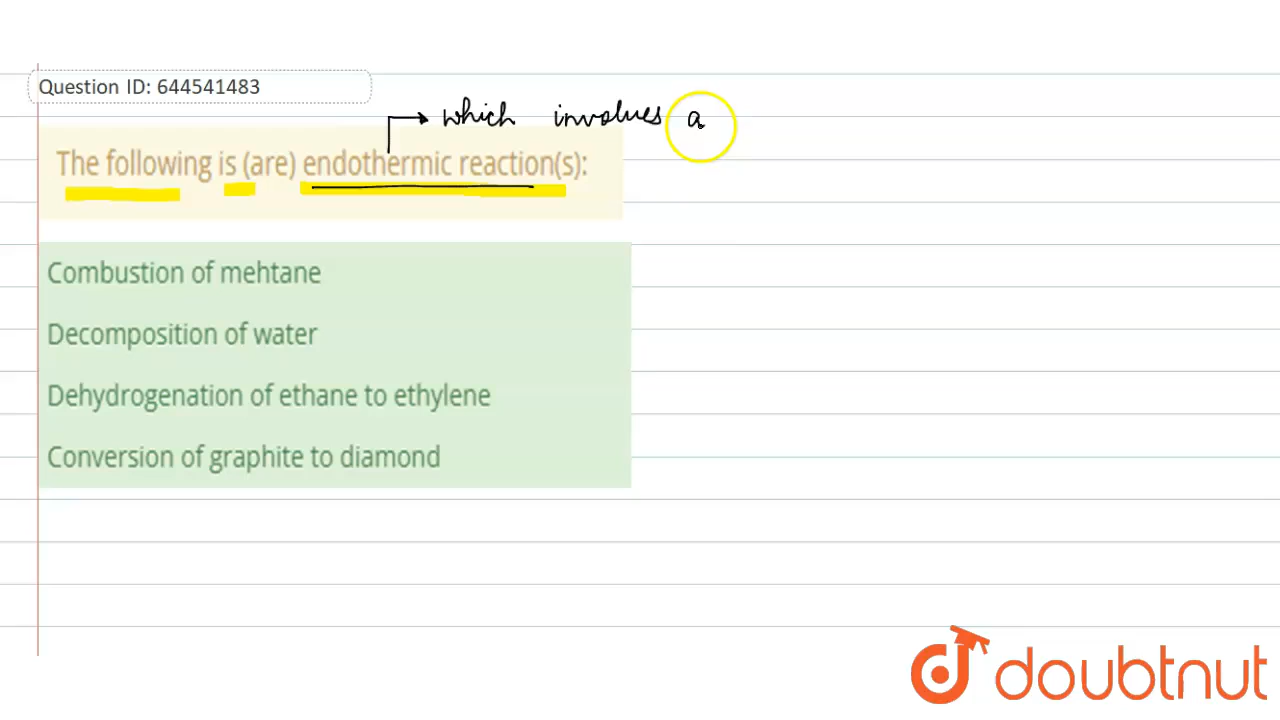 Question ID: 644541483
which involves a
The following is (are) endothermic reaction(s):
Combustion of mehtane
Decomposition of water
Dehydrogenation of ethane to ethylene
Conversion of graphite to diamond
doubtnut